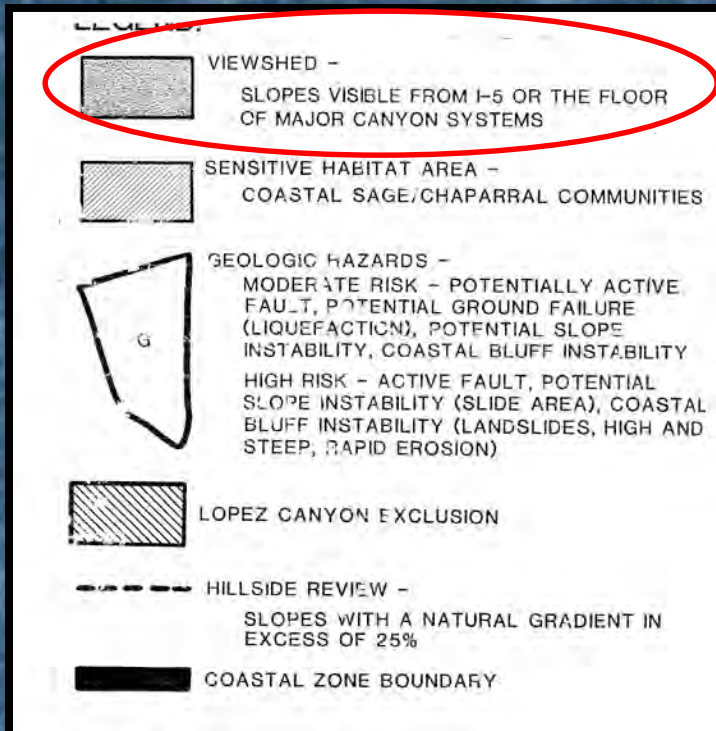 LEGEND:
VIEWSHED -
SLOPES VISIBLE FROM I-5 OR THE FLOOR
OF MAJOR CANYON SYSTEMS
SENSITIVE HABITAT AREA -
COASTAL SAGE/CHAPARRAL COMMUNITIES
GEOLOGIC HAZARDS -
MODERATE RISK - POTENTIALLY ACTIVE
FAULT, POTENTIAL GROUND FAILURE
(LIQUEFACTION), POTENTIAL SLOPE
INSTABILITY, COASTAL BLUFF INSTABILITY
G
HIGH RISK - ACTIVE FAULT, POTENTIAL
SLOPE INSTABILITY (SLIDE AREA), COASTAL
BLUFF INSTABILITY (LANDSLIDES, HIGH AND
STEEP, RAPID EROSION)
LOPEZ CANYON EXCLUSION
HILLSIDE REVIEW -
SLOPES WITH A NATURAL GRADIENT IN
EXCESS OF 25%
COASTAL ZONE BOUNDARY